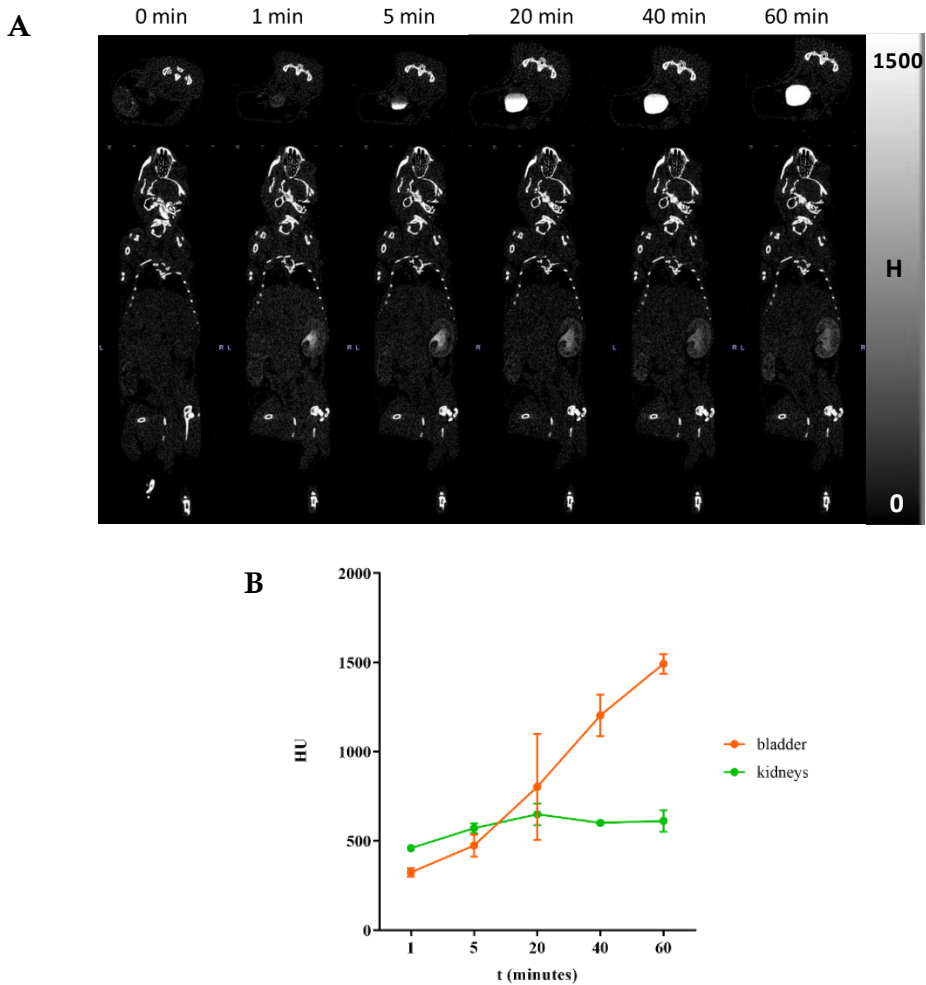 A
0 min 1 min 5 min 20 min 40 min 60 min
1500
H
L R L R L R R L R L R
0
B
2000
1500
1000
500
0
HU
1 5 20 40 60
t (minutes)
bladder
kidneys